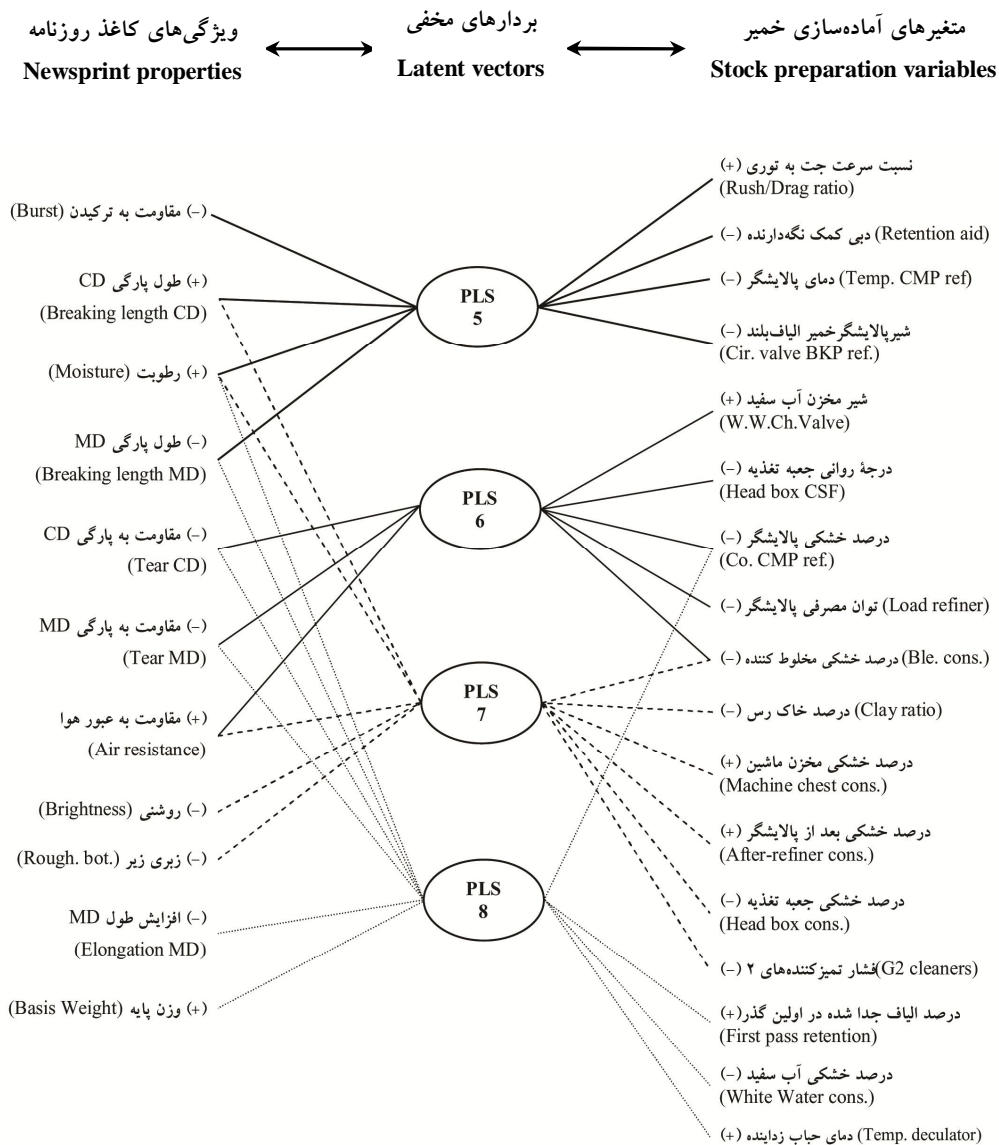 متغیرهای آماده‌سازی خمیر
Stock preparation variables
بردارهای مخفی
Latent vectors
ویژگی‌های کاغذ روزنامه
Newsprint properties
نسبت سرعت جت به توری (+)
(Rush/Drag ratio)
(Retention aid) دبی کمک نگه‌دارنده (–)
(Temp. CMP ref) دمای پالایشگر (–)
شیرپالایشگرخمیر الیاف‌بلند (–)
(Cir. valve BKP ref.)
شیر مخزن آب سفید (+)
(W.W.Ch.Valve)
درجۀ روانی جعبه تغذیه (–)
(Head box CSF)
درصد خشکی پالایشگر (–)
(Co. CMP ref.)
(Load refiner) توان مصرفی پالایشگر (–)
(Ble. cons.) درصد خشکی مخلوط کننده (–)
(Clay ratio) درصد خاک رس (–)
درصد خشکی مخزن ماشین (+)
(Machine chest cons.)
درصد خشکی بعد از پالایشگر (+)
(After-refiner cons.)
درصد خشکی جعبه تغذیه (–)
(Head box cons.)
(G2 cleaners)فشار تمیزکننده‌های ۲ (–)
درصد الیاف جدا شده در اولین گذر(+)
(First pass retention)
درصد خشکی آب سفید (–)
(White Water cons.)
(Temp. deculator) دمای حباب زداینده (+)
PLS
5
PLS
6
PLS
7
PLS
8
(–) مقاومت به ترکیدن (Burst)
(+) طول پارگی CD
(Breaking length CD)
(+) رطوبت (Moisture)
(–) طول پارگی MD
(Breaking length MD)
(–) مقاومت به پارگی CD
(Tear CD)
(–) مقاومت به پارگی MD
(Tear MD)
(+) مقاومت به عبور هوا
(Air resistance)
(–) روشنی (Brightness)
(–) زبری زیر (Rough. bot.)
(–) افزایش طول MD
(Elongation MD)
(+) وزن پایه (Basis Weight)